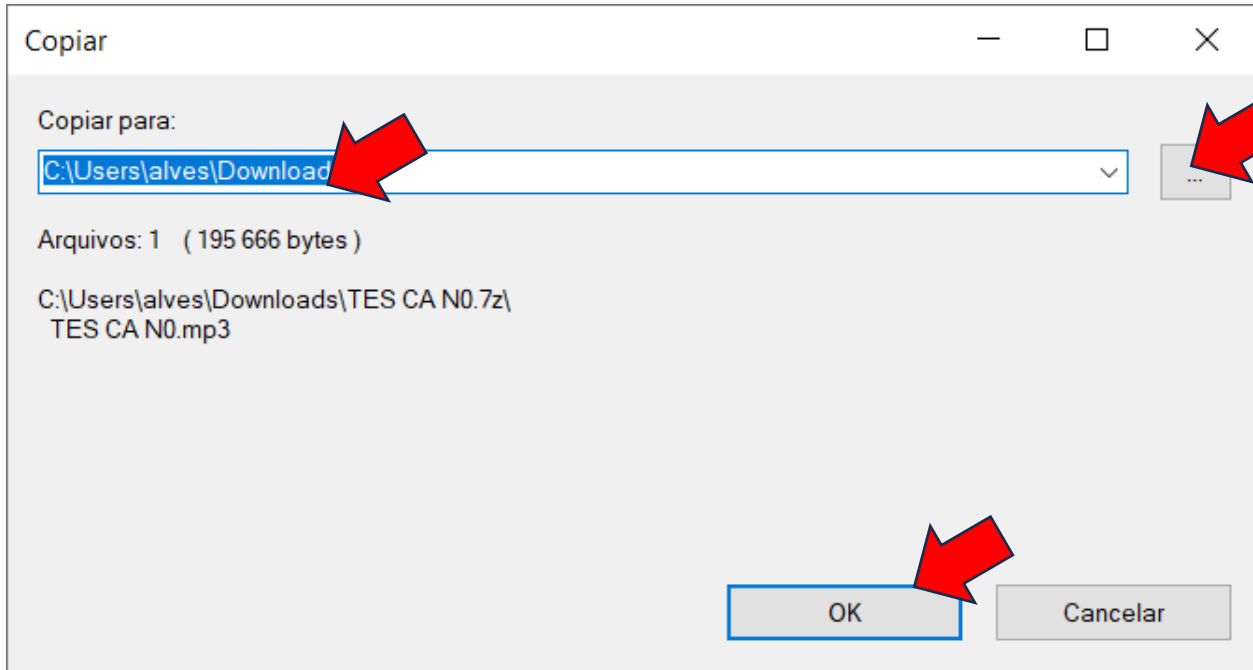 Copiar
Copiar para:
C:\Users\alves\Download
...
Arquivos: 1 ( 195 666 bytes )
C:\Users\alves\Downloads\TES CA N0.7z\
TES CA N0.mp3
OK
Cancelar